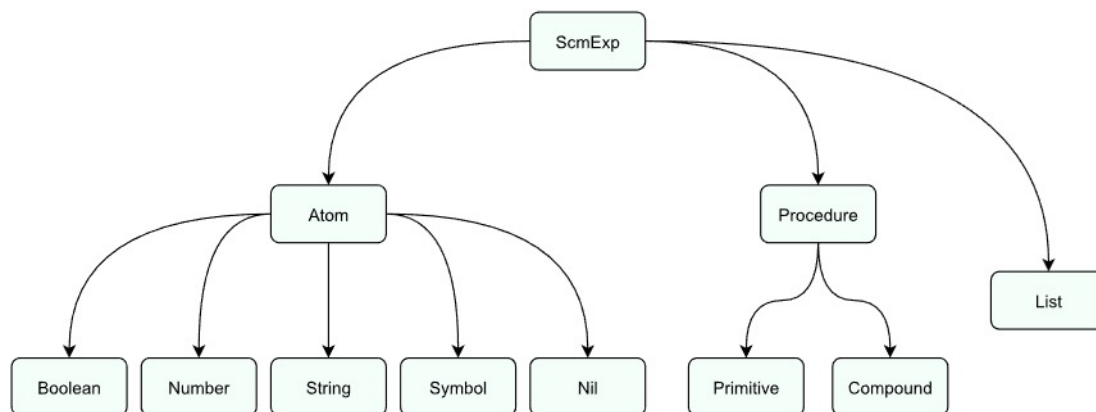 ScmExp
Atom
Procedure
List
Boolean
Number
String
Symbol
Nil
Primitive
Compound